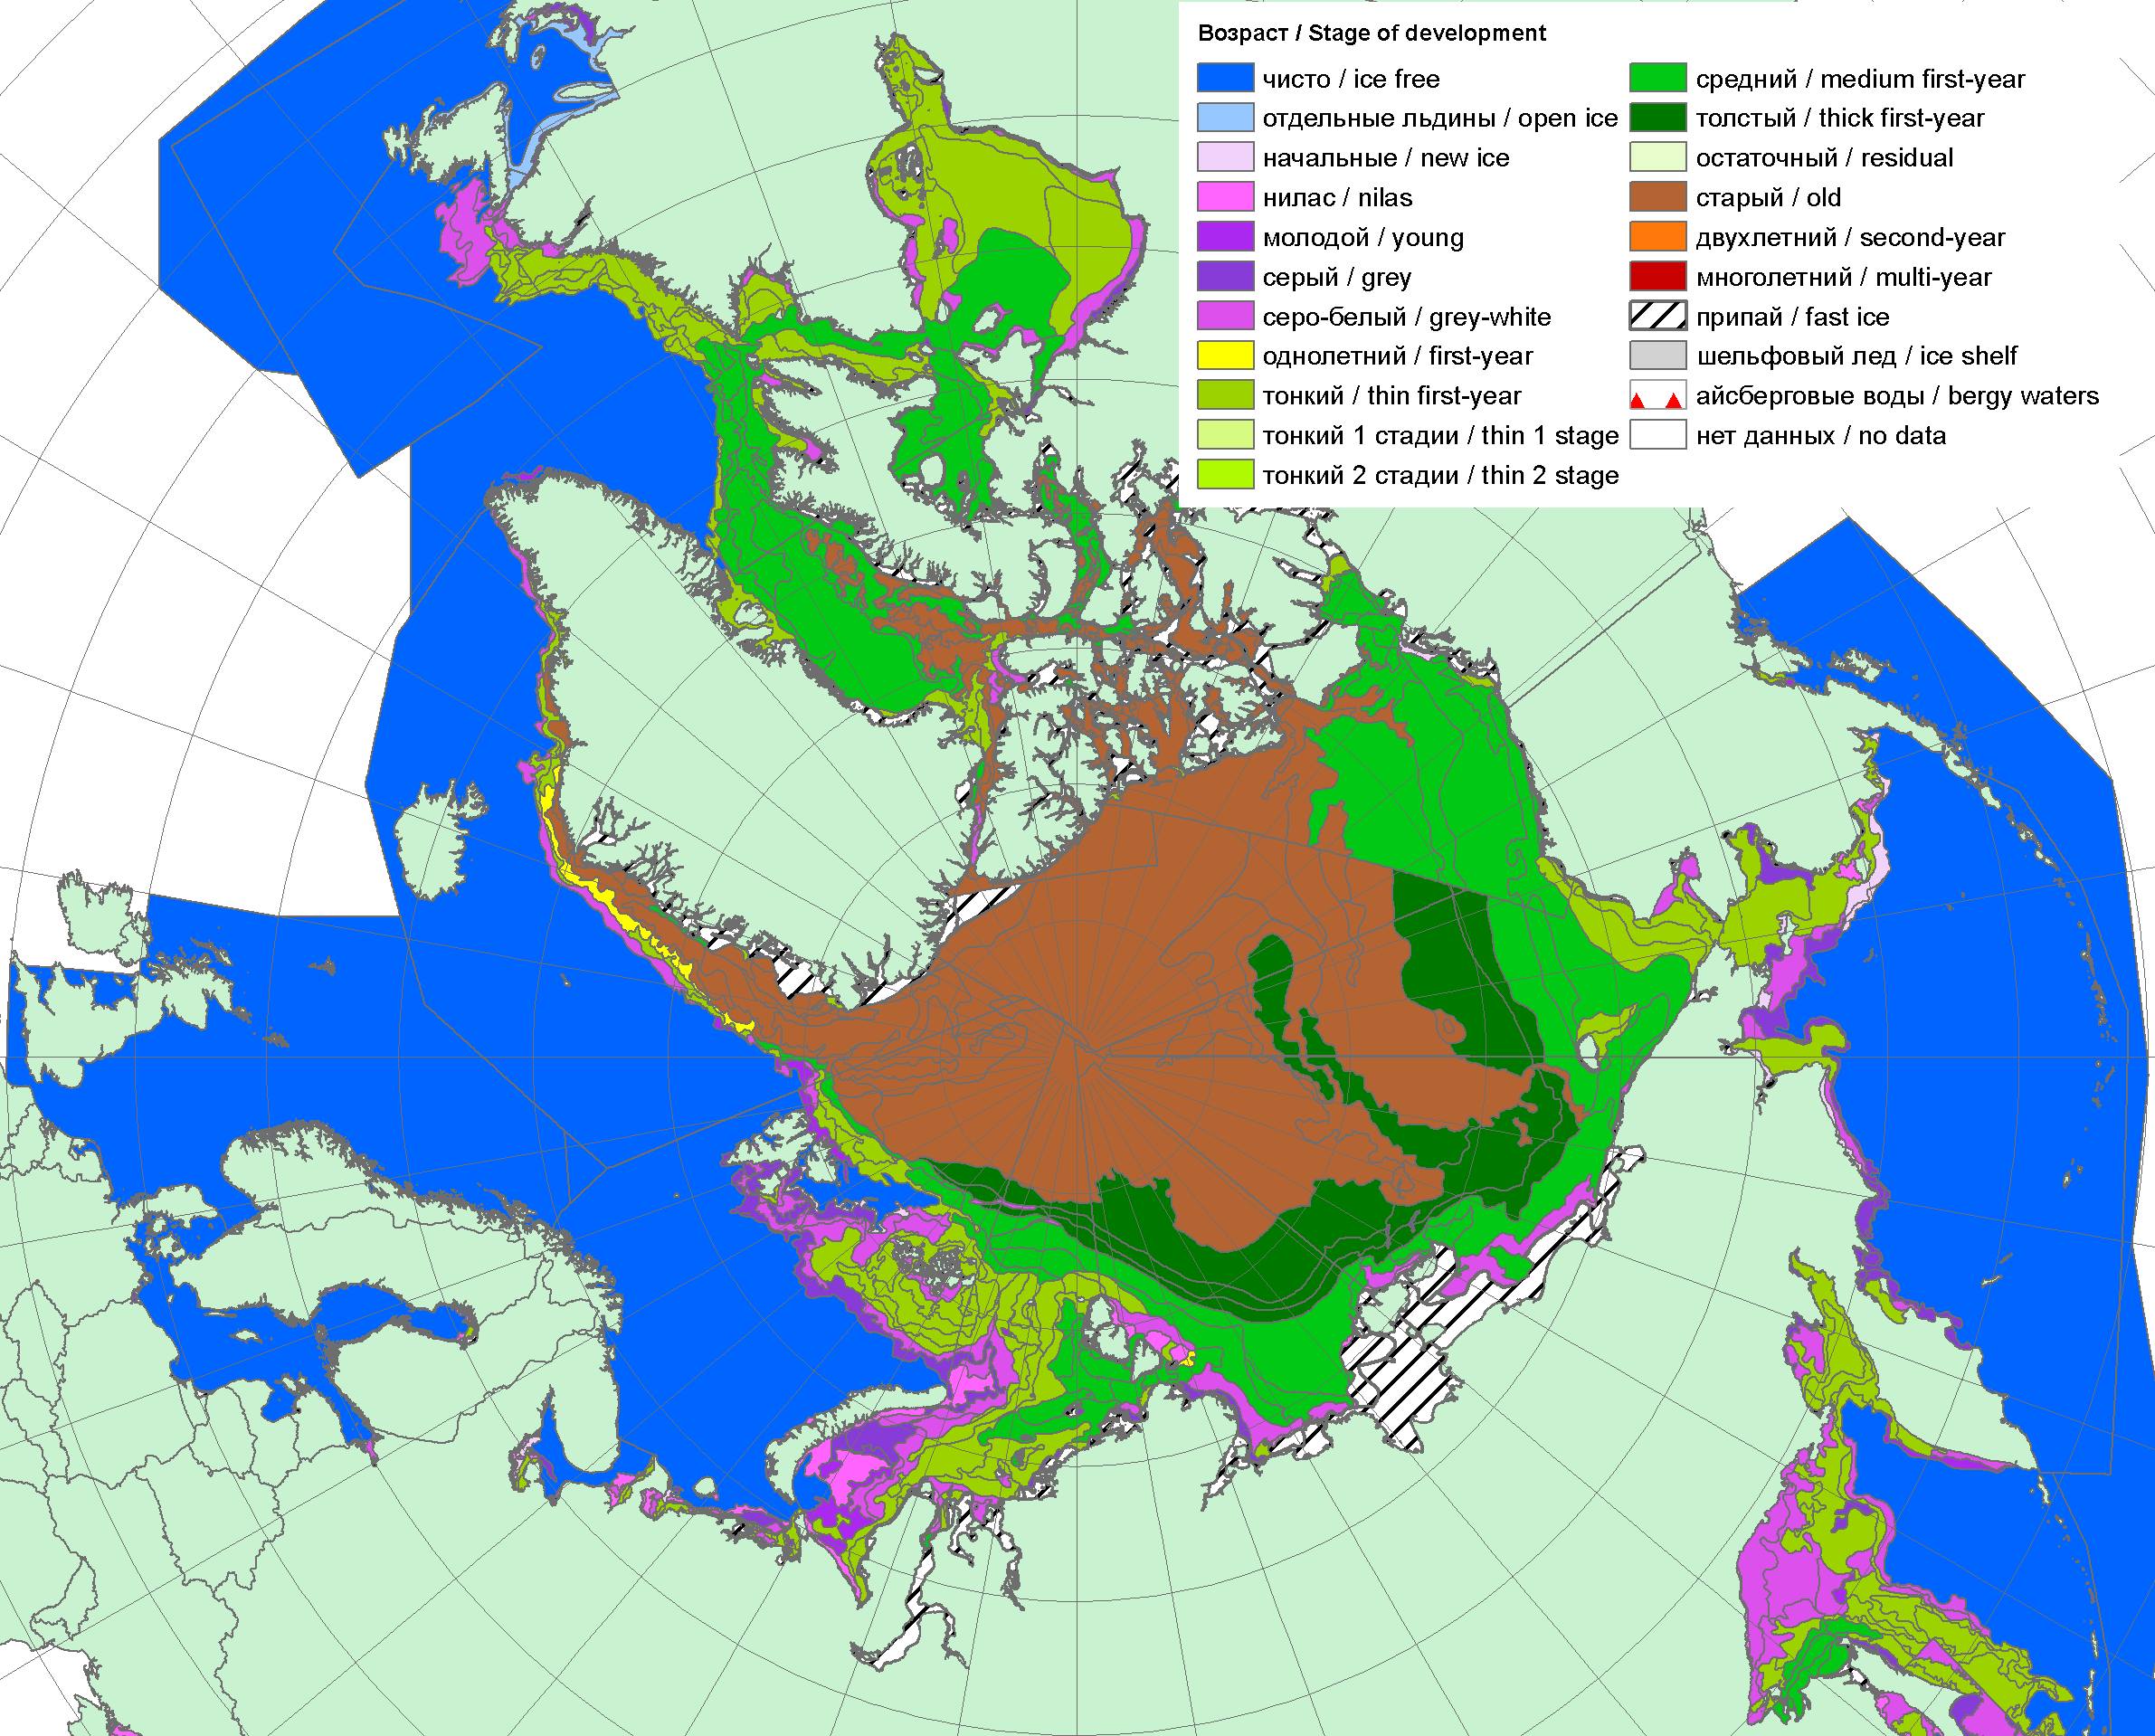 Возраст / Stage of development
чисто / ice free
отдельные льдины / open ice
начальные / new ice
нилас / nilas
молодой / young
серый / grey
серо-белый / grey-white
однолетний / first-year
тонкий / thin first-year
тонкий 1 стадии / thin 1 stage
тонкий 2 стадии / thin 2 stage
средний / medium first-year
толстый / thick first-year
остаточный / residual
старый / old
двухлетний / second-year
многолетний / multi-year
припай / fast ice
шельфовый лед / ice shelf
айсберговые воды / bergy waters
нет данных / no data